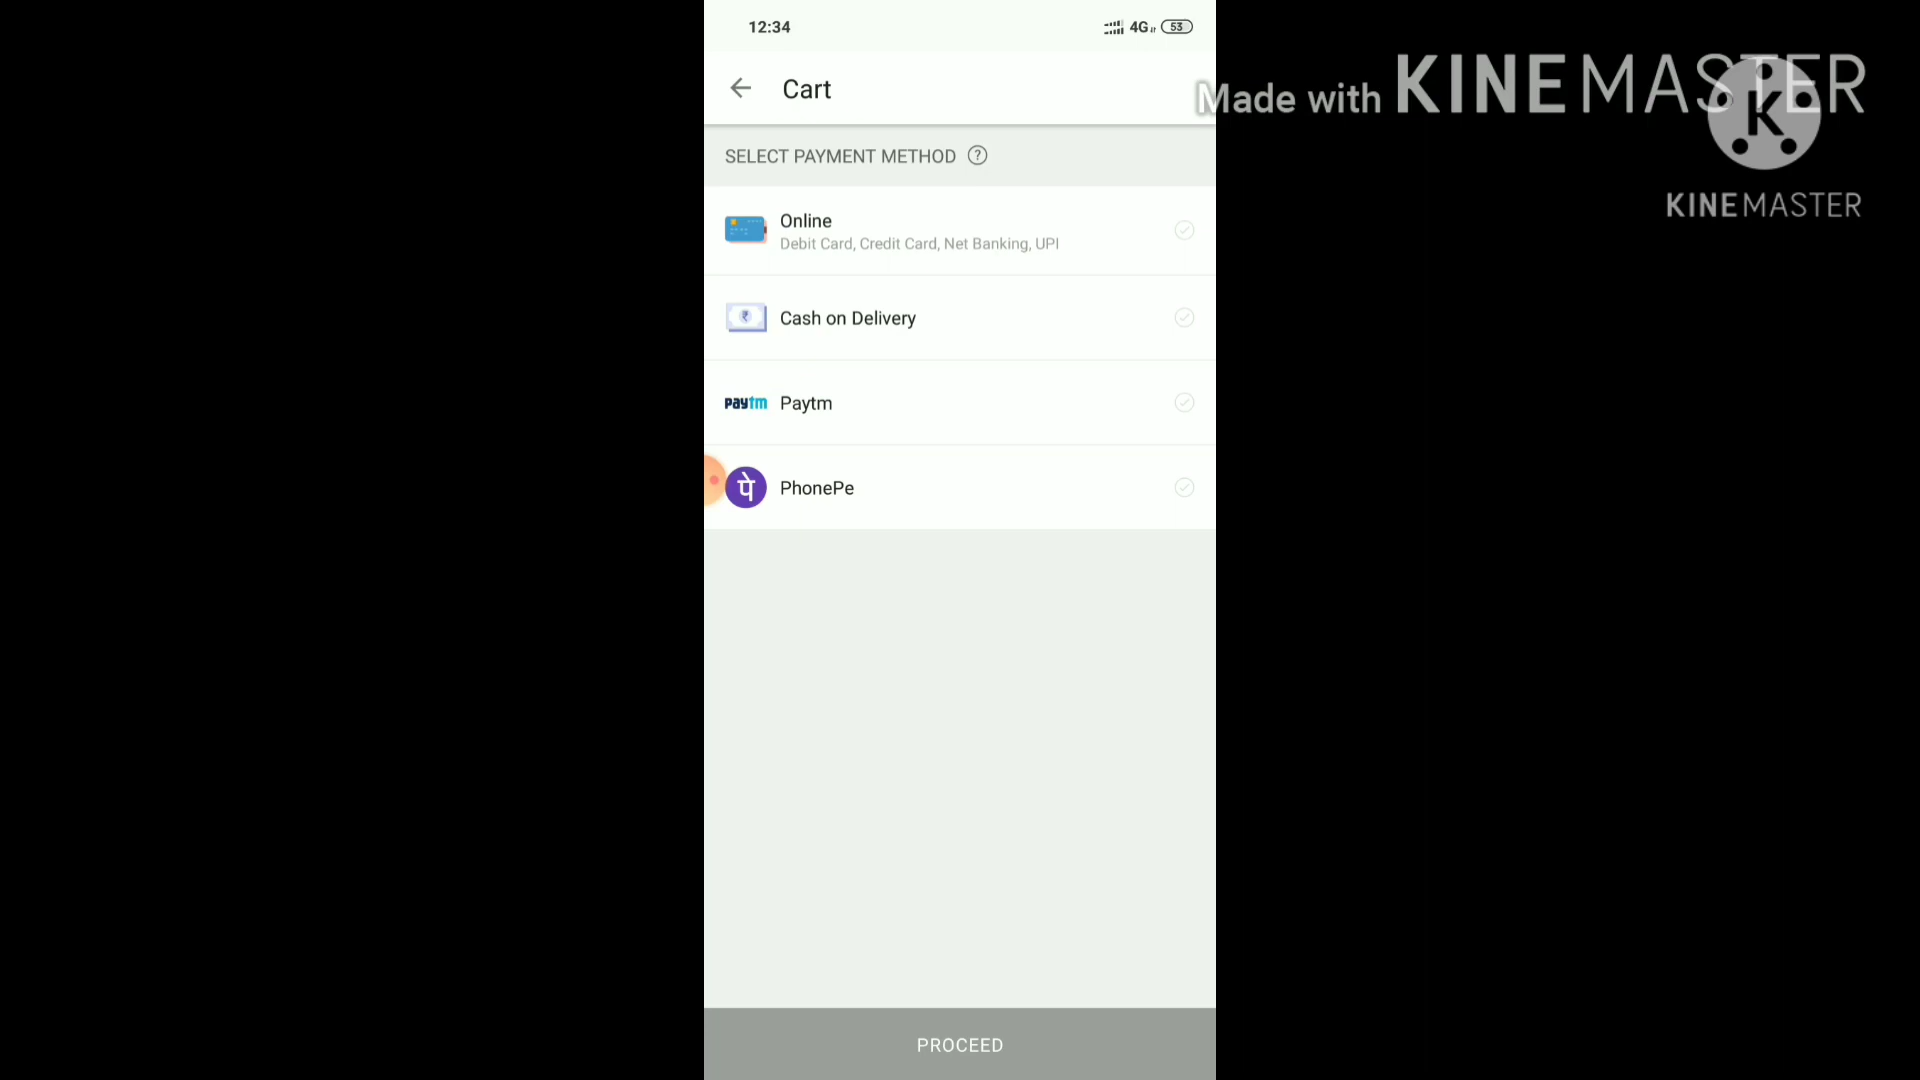 12:34
4G 53
Cart
Made with KINEMASTER
K
KINEMASTER
SELECT PAYMENT METHOD ?
Online
Debit Card, Credit Card, Net Banking, UPI
₹
Cash on Delivery
paytm Paytm
पे PhonePe
PROCEED